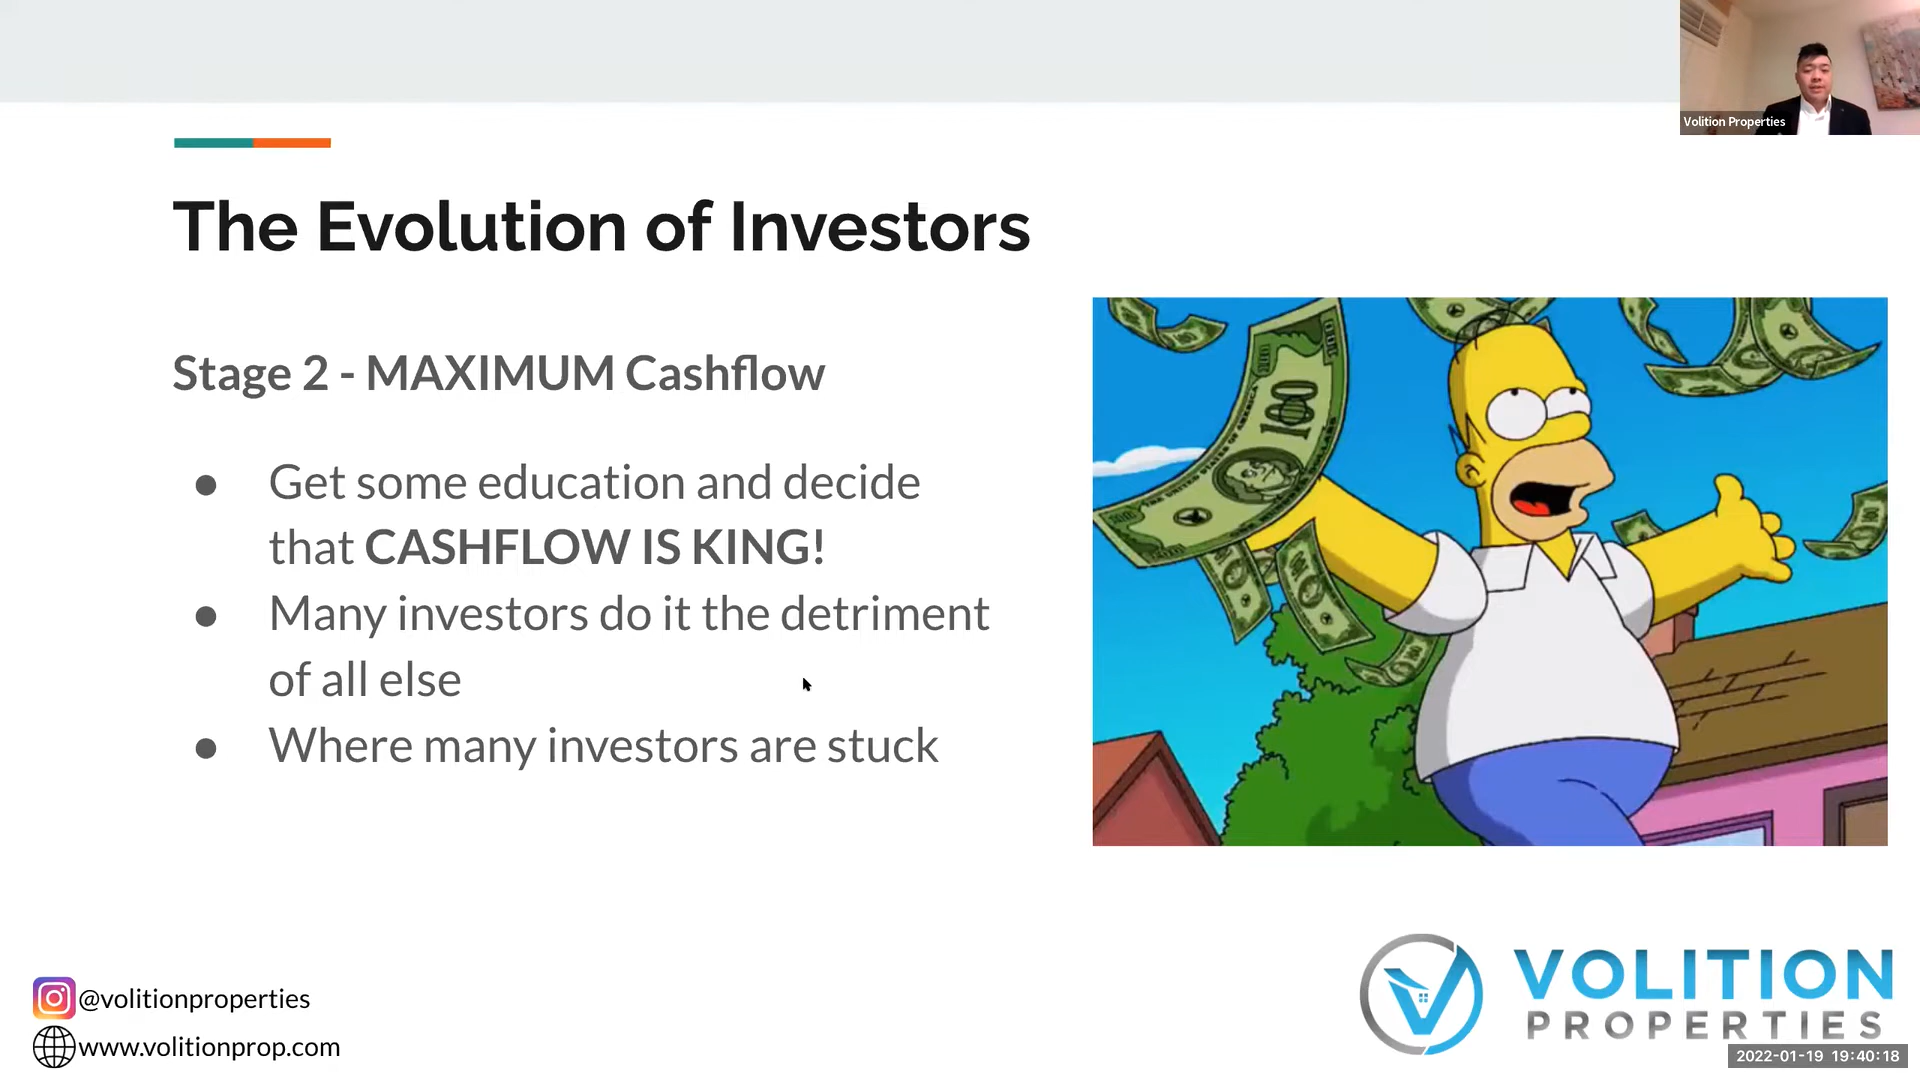 Volition Properties
The Evolution of Investors
Stage 2 - MAXIMUM Cashflow
● Get some education and decide
that CASHFLOW IS KING!
● Many investors do it the detriment
of all else
● Where many investors are stuck
100
@volitionproperties
www.volitionprop.com
VOLITION
PROPERTIES
2022-01-19 19:40:18